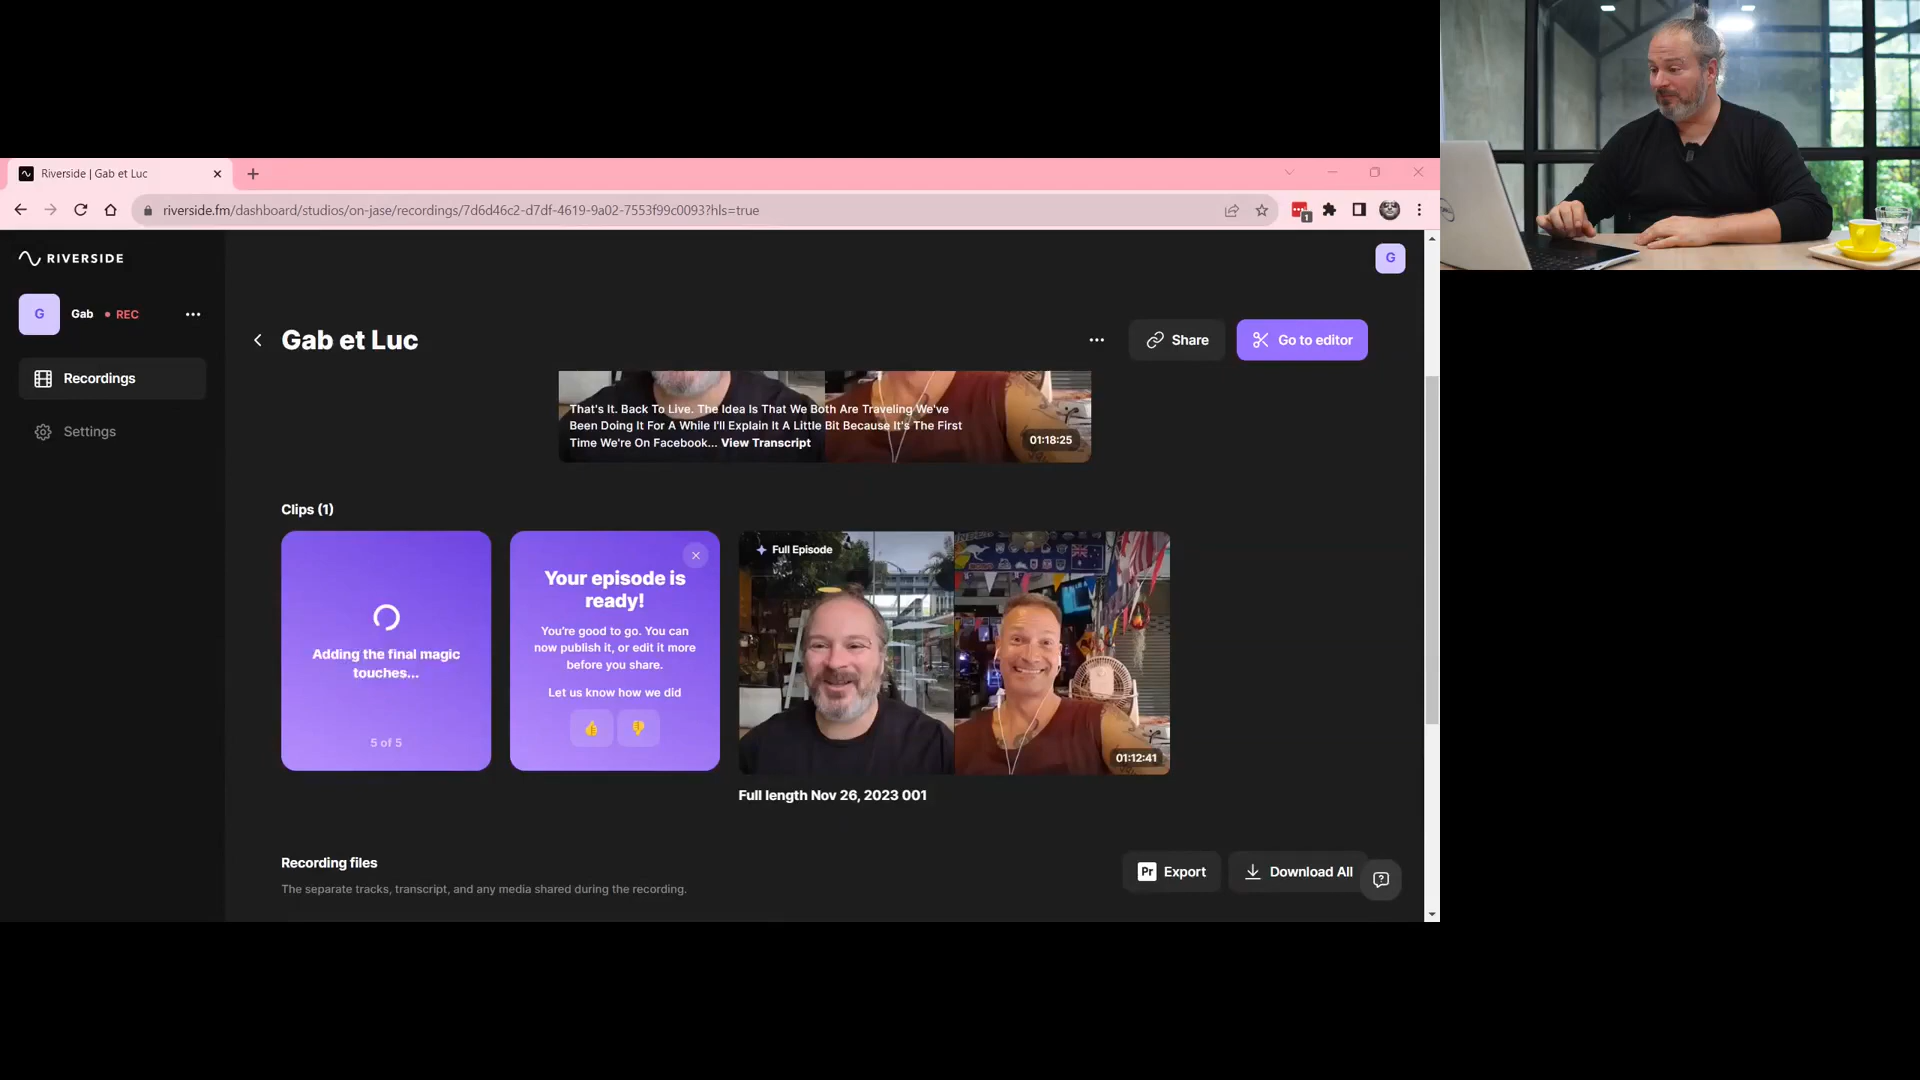 Riverside | Gab et Luc
riverside.fm/dashboard/studios/on-jase/recordings/7d6d46c2-d7df-4619-9a02-7553f99c0093?hls=true
1
RIVERSIDE
G
G
Gab • REC
Recordings
Settings
Gab et Luc
Share
Go to editor
That's It. Back To Live. The Idea Is That We Both Are Traveling We've
Been Doing It For A While I'll Explain It A Little Bit Because It's The First
Time We're On Facebook... View Transcript
01:18:25
Clips (1)
Adding the final magic
touches...
5 of 5
Your episode is
ready!
You're good to go. You can
now publish it, or edit it more
before you share.
Let us know how we did
Full Episode
01:12:41
Full length Nov 26, 2023 001
Recording files
The separate tracks, transcript, and any media shared during the recording.
Pr Export
Download All